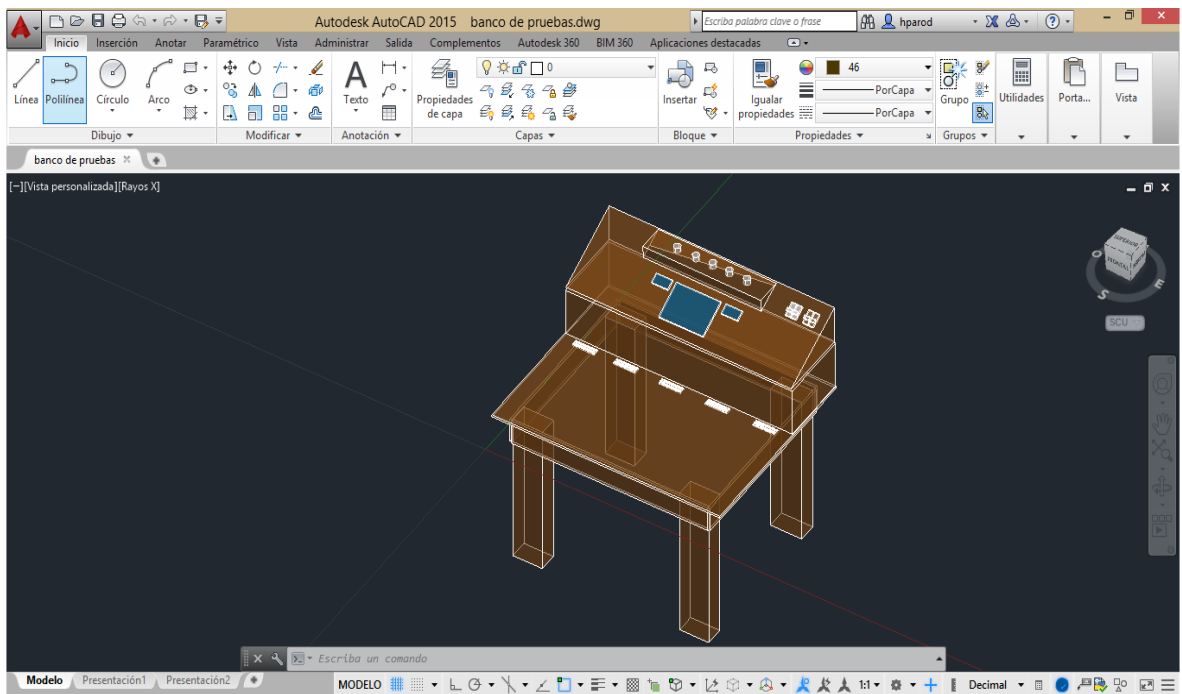 Autodesk AutoCAD 2015 banco de pruebas.dwg
Escriba palabra clave o frase
hparod
Inicio Inserción Anotar Paramétrico Vista Administrar Salida Complementos Autodesk 360 BIM 360 Aplicaciones destacadas
0
46
PorCapa
PorCapa
Línea Polilínea Círculo Arco
Texto
Propiedades de capa
Insertar
Igualar propiedades
Grupo
Utilidades
Porta...
Vista
Dibujo Modificar Anotación Capas Bloque Propiedades Grupos
banco de pruebas
[−][Vista personalizada][Rayos X]
SUPERIOR
FRONTAL
O
S
E
SCU
Escriba un comando
Modelo Presentación1 Presentación2
MODELO
1:1
Decimal